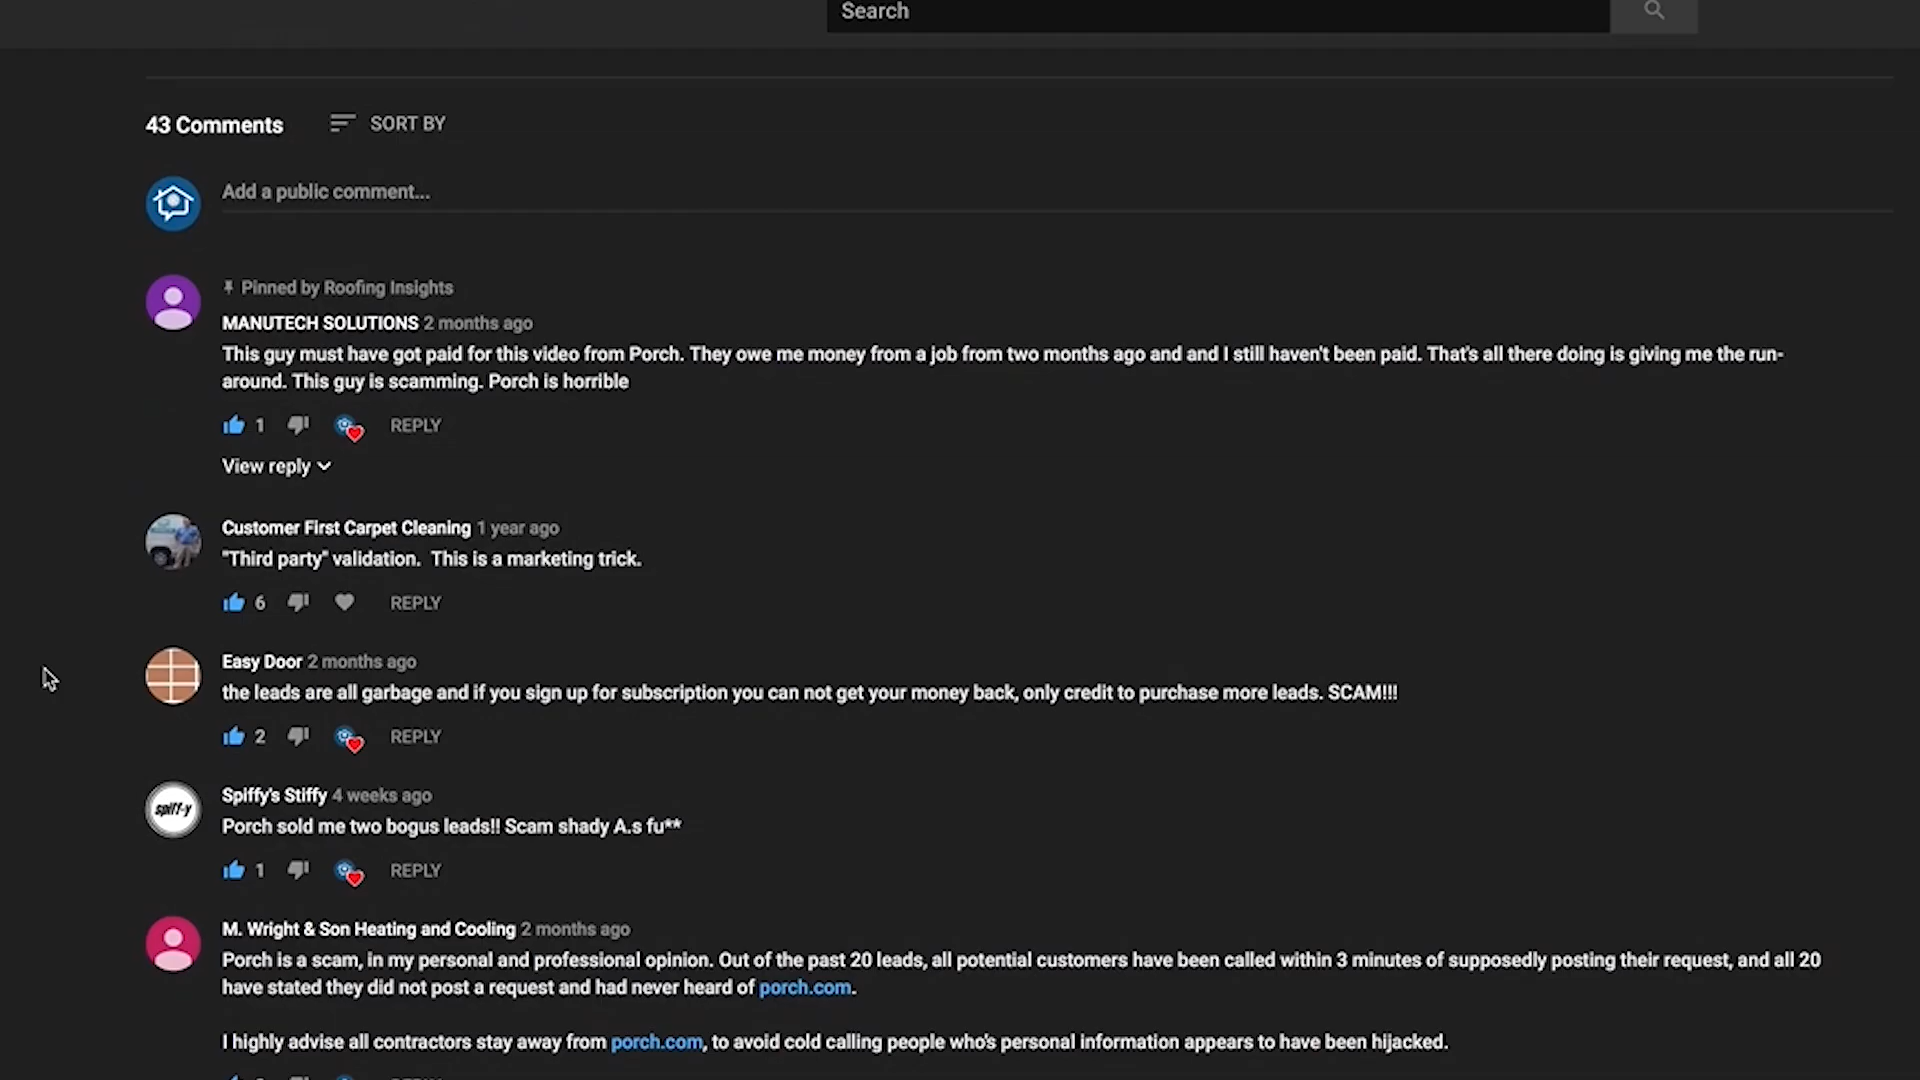 Search
43 Comments
SORT BY
Add a public comment...
Pinned by Roofing Insights
MANUTECH SOLUTIONS 2 months ago
This guy must have got paid for this video from Porch. They owe me money from a job from two months ago and and I still haven't been paid. That's all there doing is giving me the run-
around. This guy is scamming. Porch is horrible
1 REPLY
View reply
Customer First Carpet Cleaning 1 year ago
"Third party" validation.  This is a marketing trick.
6 REPLY
Easy Door 2 months ago
the leads are all garbage and if you sign up for subscription you can not get your money back, only credit to purchase more leads. SCAM!!!
2 REPLY
spiff-y
Spiffy's Stiffy 4 weeks ago
Porch sold me two bogus leads!! Scam shady A.s fu**
1 REPLY
M. Wright & Son Heating and Cooling 2 months ago
Porch is a scam, in my personal and professional opinion. Out of the past 20 leads, all potential customers have been called within 3 minutes of supposedly posting their request, and all 20
have stated they did not post a request and had never heard of porch.com.
I highly advise all contractors stay away from porch.com, to avoid cold calling people who's personal information appears to have been hijacked.